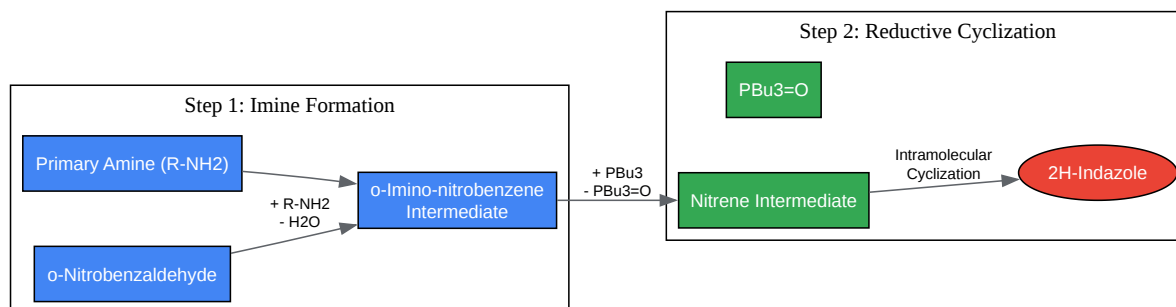 Step 1: Imine Formation
Primary Amine (R-NH2)
o-Nitrobenzaldehyde
+ R-NH2
- H2O
o-Imino-nitrobenzene
Intermediate
+ PBu3
- PBu3=O
Step 2: Reductive Cyclization
PBu3=O
Nitrene Intermediate
Intramolecular
Cyclization
2H-Indazole